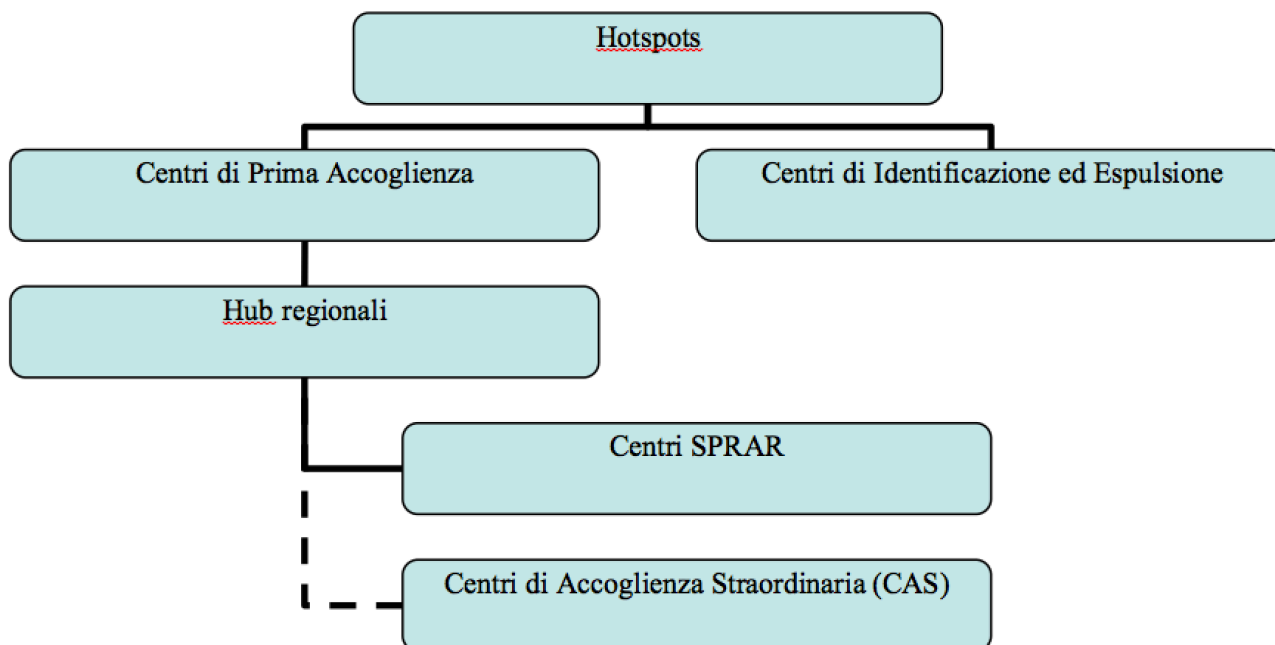 Hotspots
Centri di Prima Accoglienza
Centri di Identificazione ed Espulsione
Hub regionali
Centri SPRAR
Centri di Accoglienza Straordinaria (CAS)